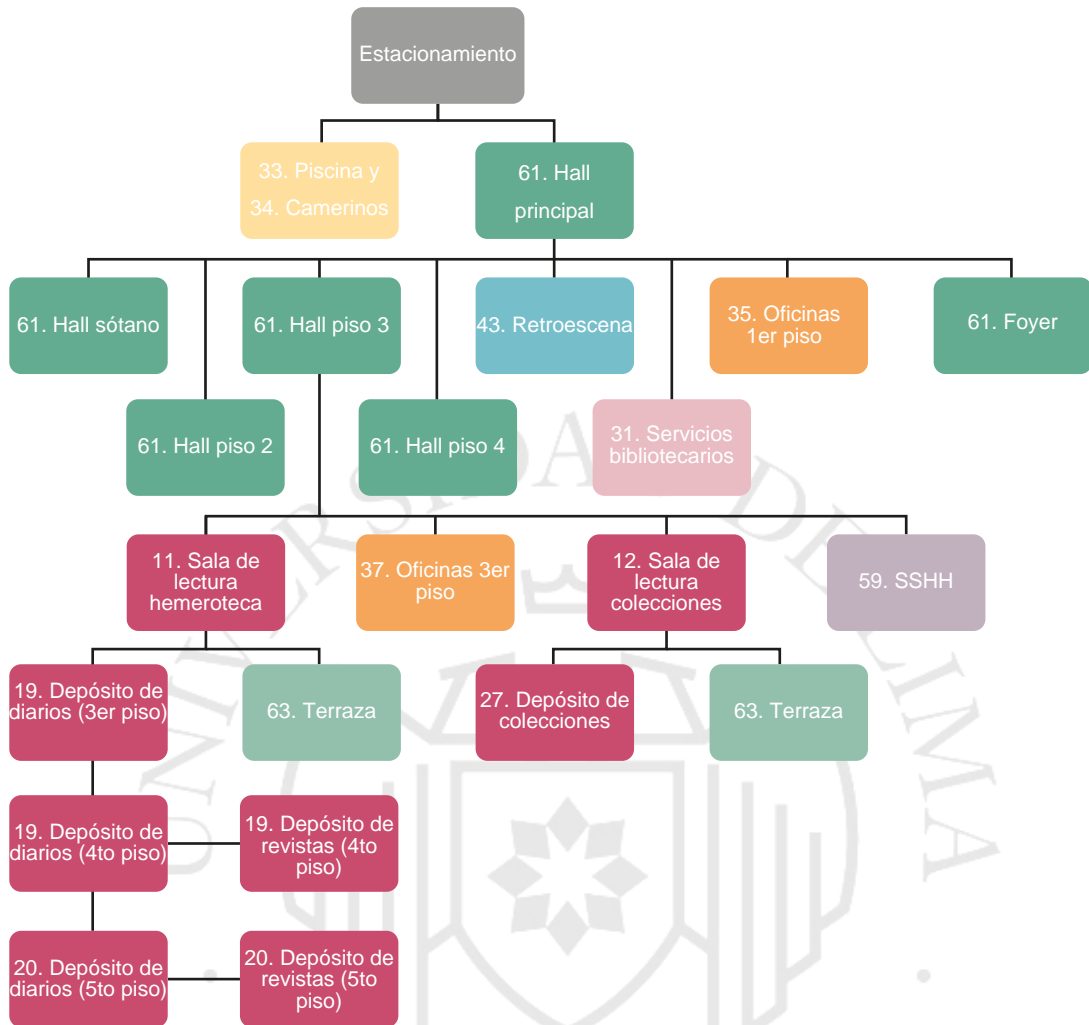 Estacionamiento
33. Piscina y
34. Camerinos
61. Hall
principal
61. Hall sótano
61. Hall piso 3
43. Retroescena
35. Oficinas
1er piso
61. Foyer
61. Hall piso 2
61. Hall piso 4
31. Servicios
bibliotecarios
11. Sala de
lectura
hemeroteca
37. Oficinas 3er
piso
12. Sala de
lectura
colecciones
59. SSHH
19. Depósito de
diarios (3er piso)
63. Terraza
27. Depósito de
colecciones
63. Terraza
19. Depósito de
diarios (4to piso)
19. Depósito de
revistas (4to
piso)
20. Depósito de
diarios (5to piso)
20. Depósito de
revistas (5to
piso)
UNIVERSIDAD DE LIMA